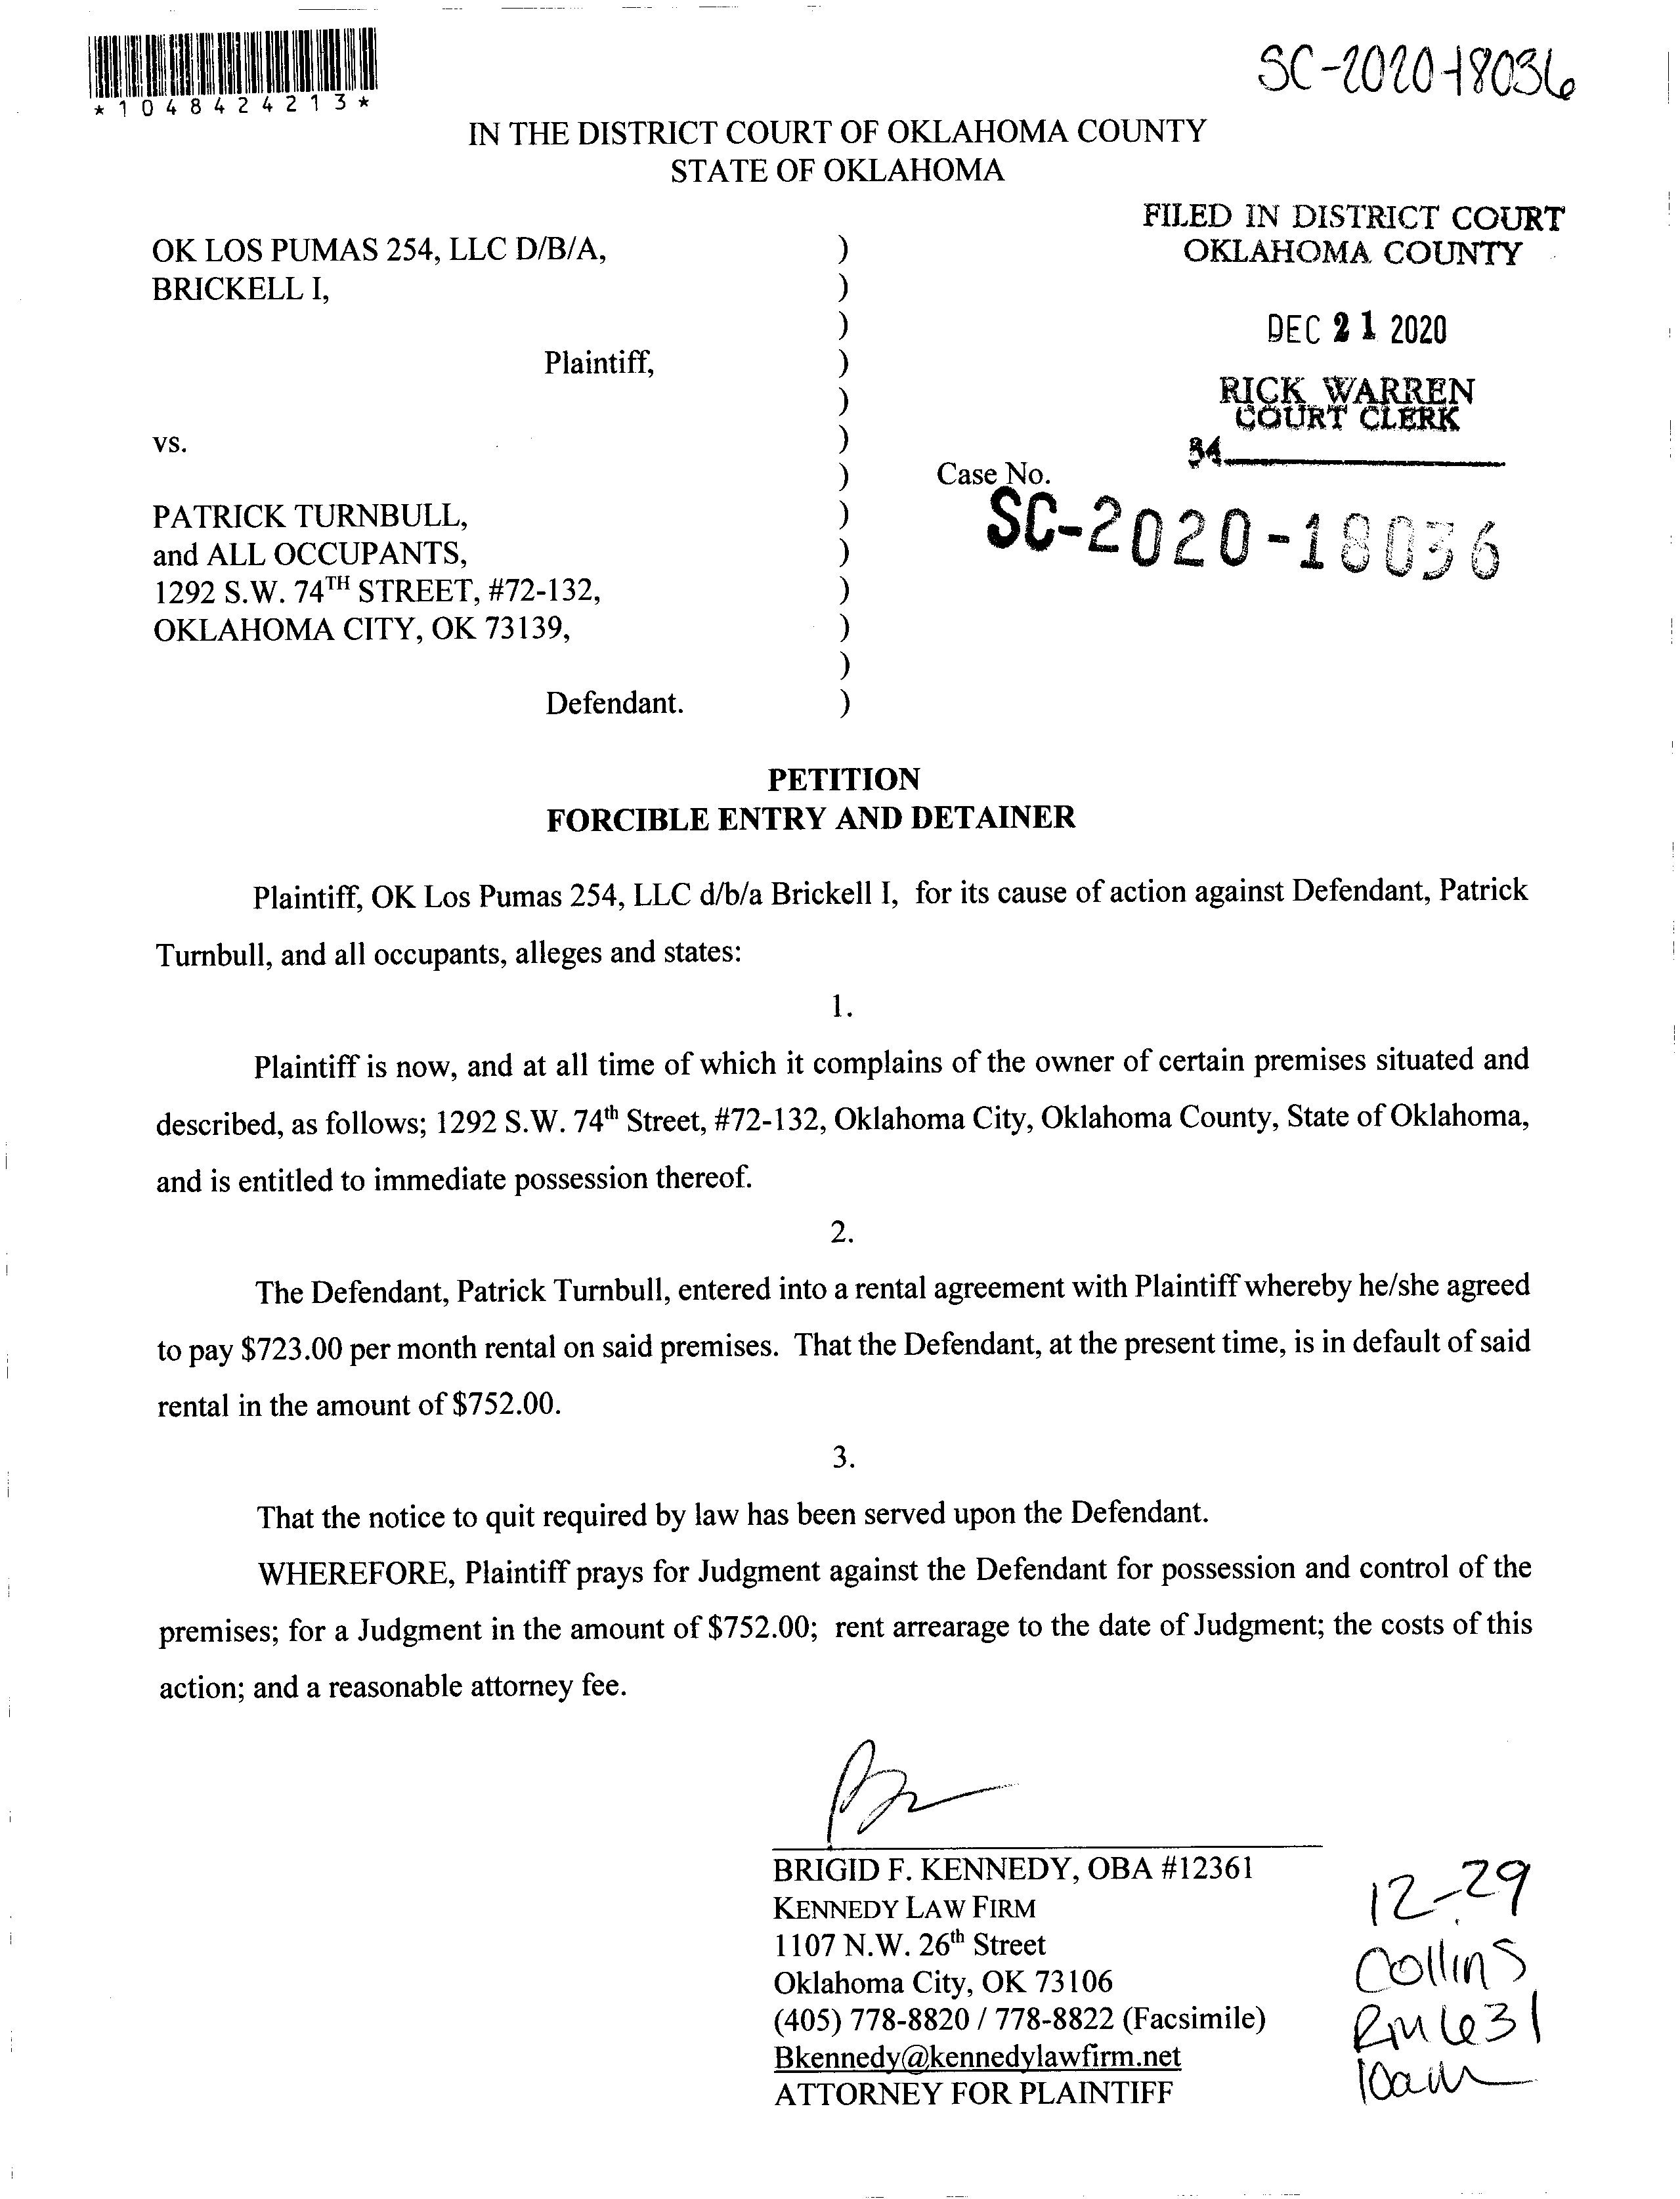 *1048424213*
SC-2020-18036
IN THE DISTRICT COURT OF OKLAHOMA COUNTY
STATE OF OKLAHOMA
FILED IN DISTRICT COURT
OKLAHOMA COUNTY
DEC 21 2020
RICK WARREN
COURT CLERK
34
OK LOS PUMAS 254, LLC D/B/A, )
BRICKELL I, )
)
Plaintiff, )
)
vs. )
) Case No.
SC-2020-18036
PATRICK TURNBULL, )
and ALL OCCUPANTS, )
1292 S.W. 74TH STREET, #72-132, )
OKLAHOMA CITY, OK 73139, )
)
Defendant. )
PETITION
FORCIBLE ENTRY AND DETAINER
Plaintiff, OK Los Pumas 254, LLC d/b/a Brickell I, for its cause of action against Defendant, Patrick
Turnbull, and all occupants, alleges and states:
1.
Plaintiff is now, and at all time of which it complains of the owner of certain premises situated and
described, as follows; 1292 S.W. 74th Street, #72-132, Oklahoma City, Oklahoma County, State of Oklahoma,
and is entitled to immediate possession thereof.
2.
The Defendant, Patrick Turnbull, entered into a rental agreement with Plaintiff whereby he/she agreed
to pay $723.00 per month rental on said premises. That the Defendant, at the present time, is in default of said
rental in the amount of $752.00.
3.
That the notice to quit required by law has been served upon the Defendant.
WHEREFORE, Plaintiff prays for Judgment against the Defendant for possession and control of the
premises; for a Judgment in the amount of $752.00; rent arrearage to the date of Judgment; the costs of this
action; and a reasonable attorney fee.
BRIGID F. KENNEDY, OBA #12361
KENNEDY LAW FIRM
1107 N.W. 26th Street
Oklahoma City, OK 73106
(405) 778-8820 / 778-8822 (Facsimile)
Bkennedy@kennedylawfirm.net
ATTORNEY FOR PLAINTIFF
12-29
Collins
Rm 631
10am